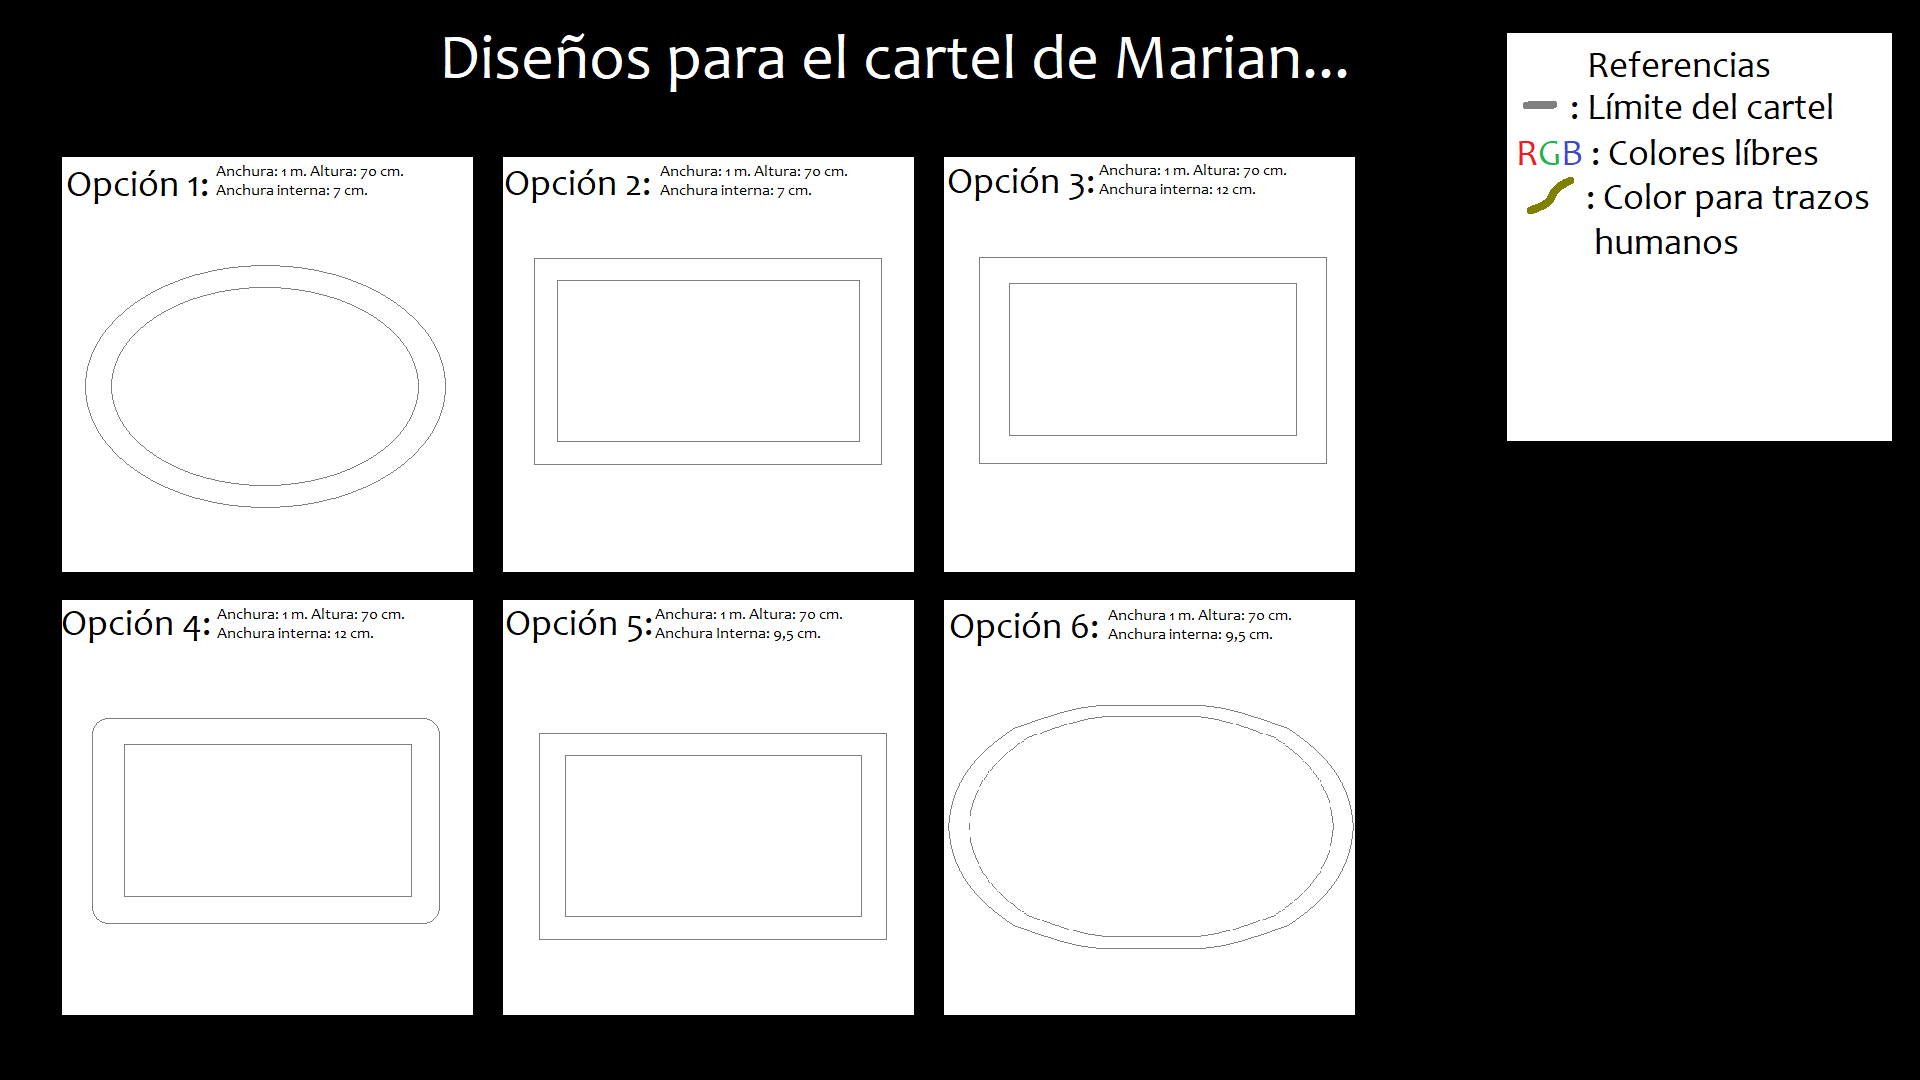 Diseños para el cartel de Marian...
Referencias
: Límite del cartel
RGB : Colores líbres
: Color para trazos
humanos
Opción 1: Anchura: 1 m. Altura: 70 cm.
Anchura interna: 7 cm.
Opción 2: Anchura: 1 m. Altura: 70 cm.
Anchura interna: 7 cm.
Opción 3: Anchura: 1 m. Altura: 70 cm.
Anchura interna: 12 cm.
Opción 4: Anchura: 1 m. Altura: 70 cm.
Anchura interna: 12 cm.
Opción 5: Anchura: 1 m. Altura: 70 cm.
Anchura Interna: 9,5 cm.
Opción 6: Anchura 1 m. Altura: 70 cm.
Anchura interna: 9,5 cm.